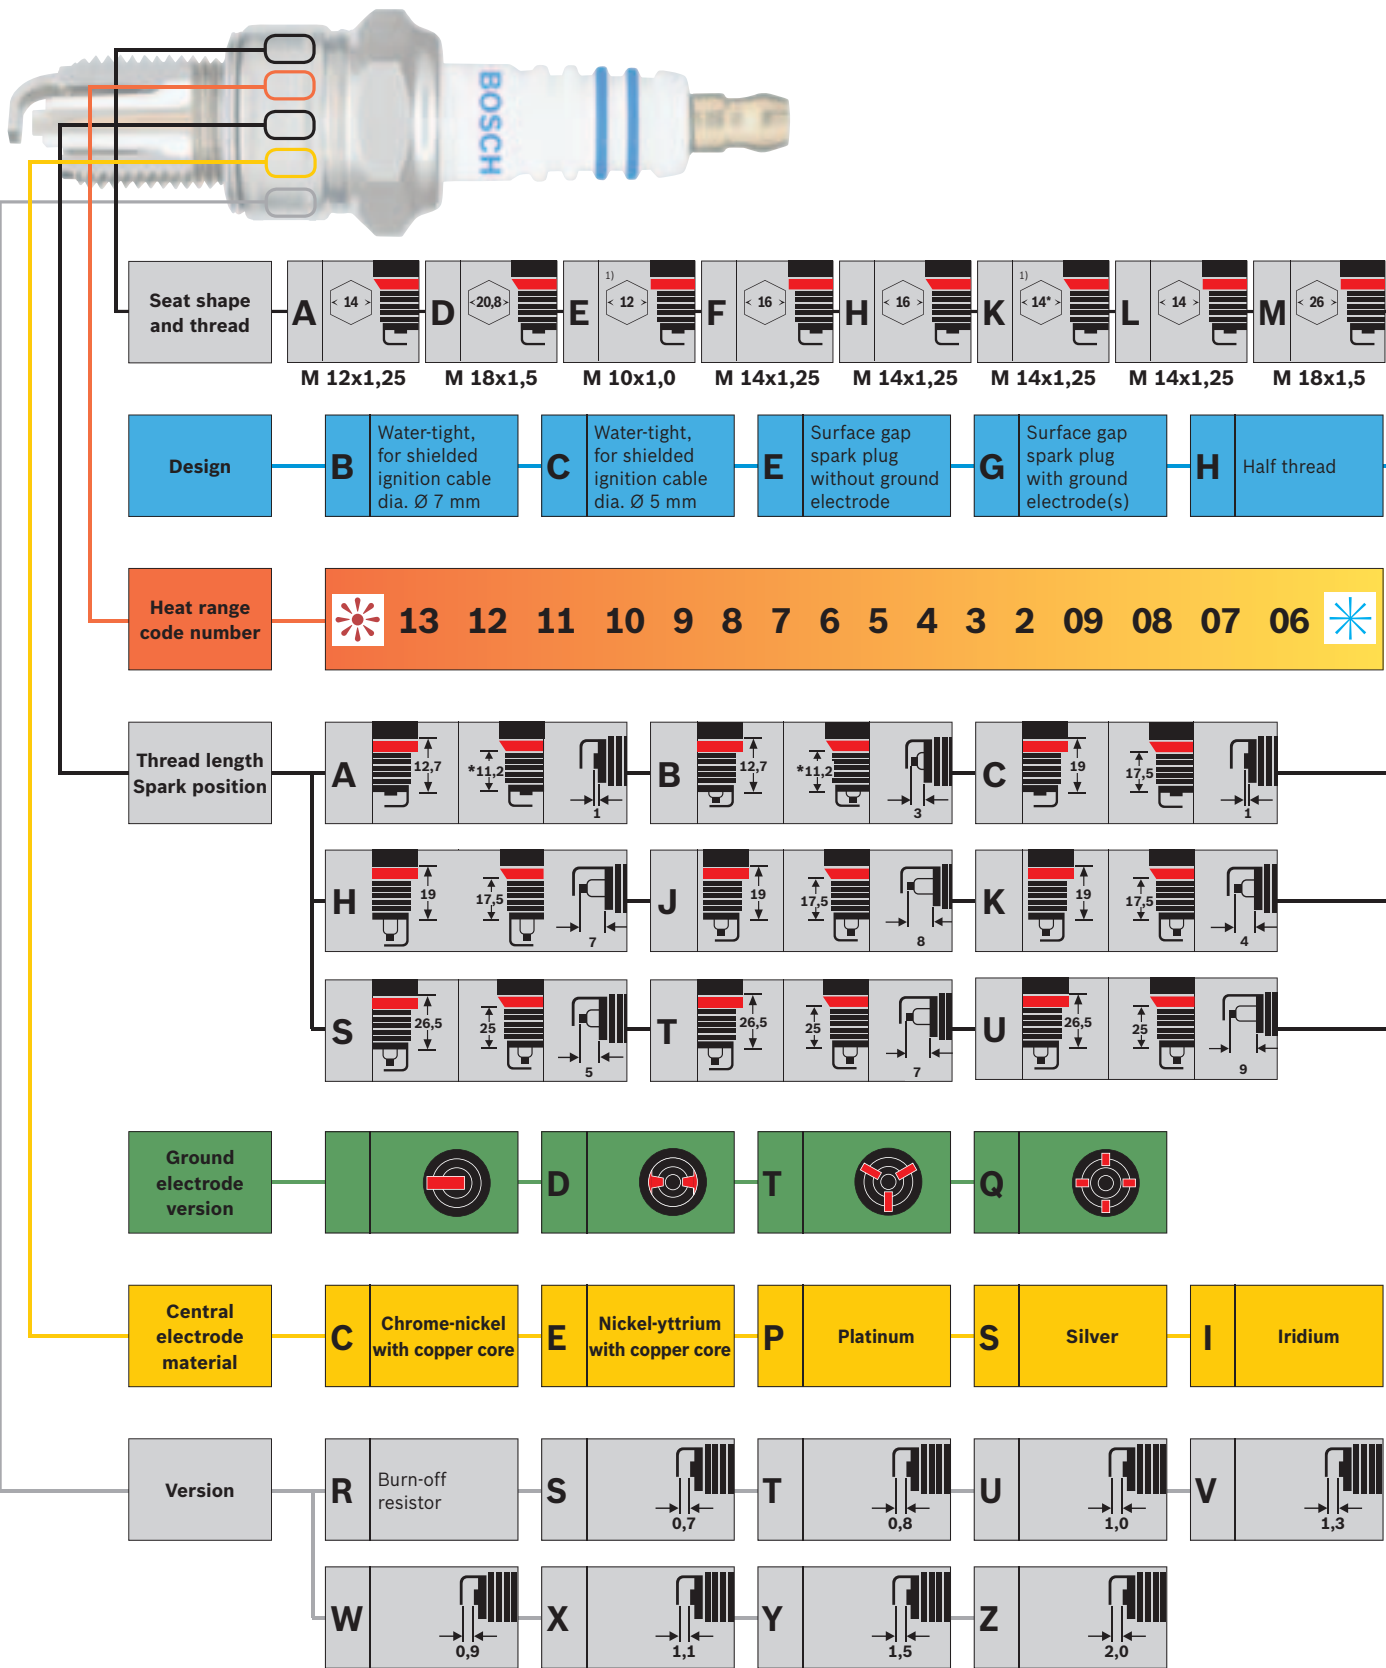 BOSCH
Seat shape
and thread
A
< 14 >
D
<20,8>
E
1)
< 12 >
F
< 16 >
H
< 16 >
K
1)
< 14* >
L
< 14 >
M
< 26 >
M 12x1,25
M 18x1,5
M 10x1,0
M 14x1,25
M 14x1,25
M 14x1,25
M 14x1,25
M 18x1,5
Design
B
Water-tight,
for shielded
ignition cable
dia. Ø 7 mm
C
Water-tight,
for shielded
ignition cable
dia. Ø 5 mm
E
Surface gap
spark plug
without ground
electrode
G
Surface gap
spark plug
with ground
electrode(s)
H
Half thread
Heat range
code number
13 12 11 10 9 8 7 6 5 4 3 2 09 08 07 06
Thread length
Spark position
A
12,7
*11,2
1
B
12,7
*11,2
3
C
19
17,5
1
H
19
17,5
7
J
19
17,5
8
K
19
17,5
4
S
26,5
25
5
T
26,5
25
7
U
26,5
25
9
Ground
electrode
version
D
T
Q
Central
electrode
material
C
Chrome-nickel
with copper core
E
Nickel-yttrium
with copper core
P
Platinum
S
Silver
I
Iridium
Version
R
Burn-off
resistor
S
0,7
T
0,8
U
1,0
V
1,3
W
0,9
X
1,1
Y
1,5
Z
2,0